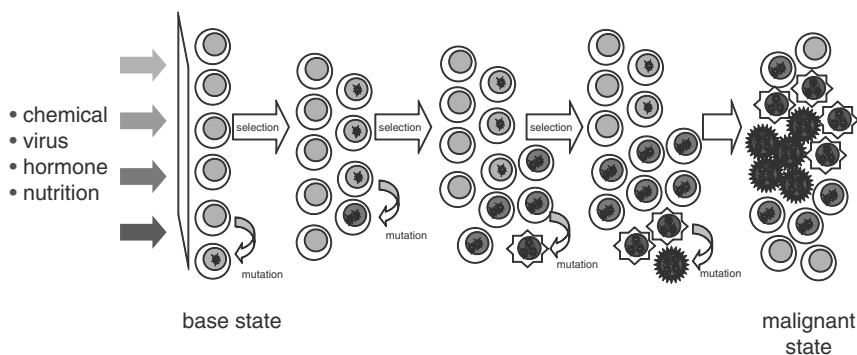 • chemical
• virus
• hormone
• nutrition
selection
selection
selection
mutation
mutation
mutation
mutation
base state
malignant
state